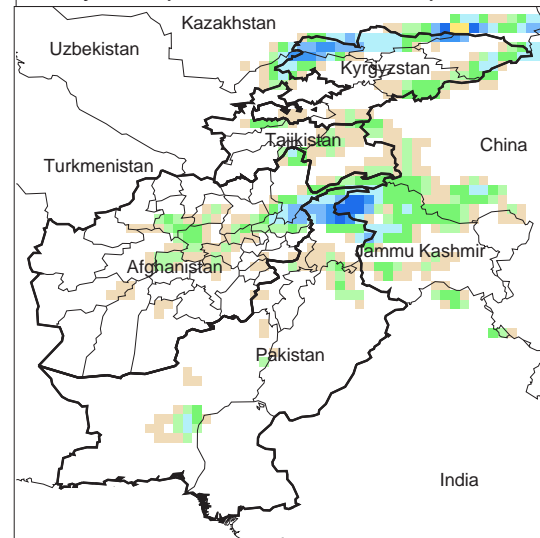 Kazakhstan
Uzbekistan
Kyrgyzstan
Tajikistan
China
Turkmenistan
Jammu Kashmir
Afghanistan
Pakistan
India